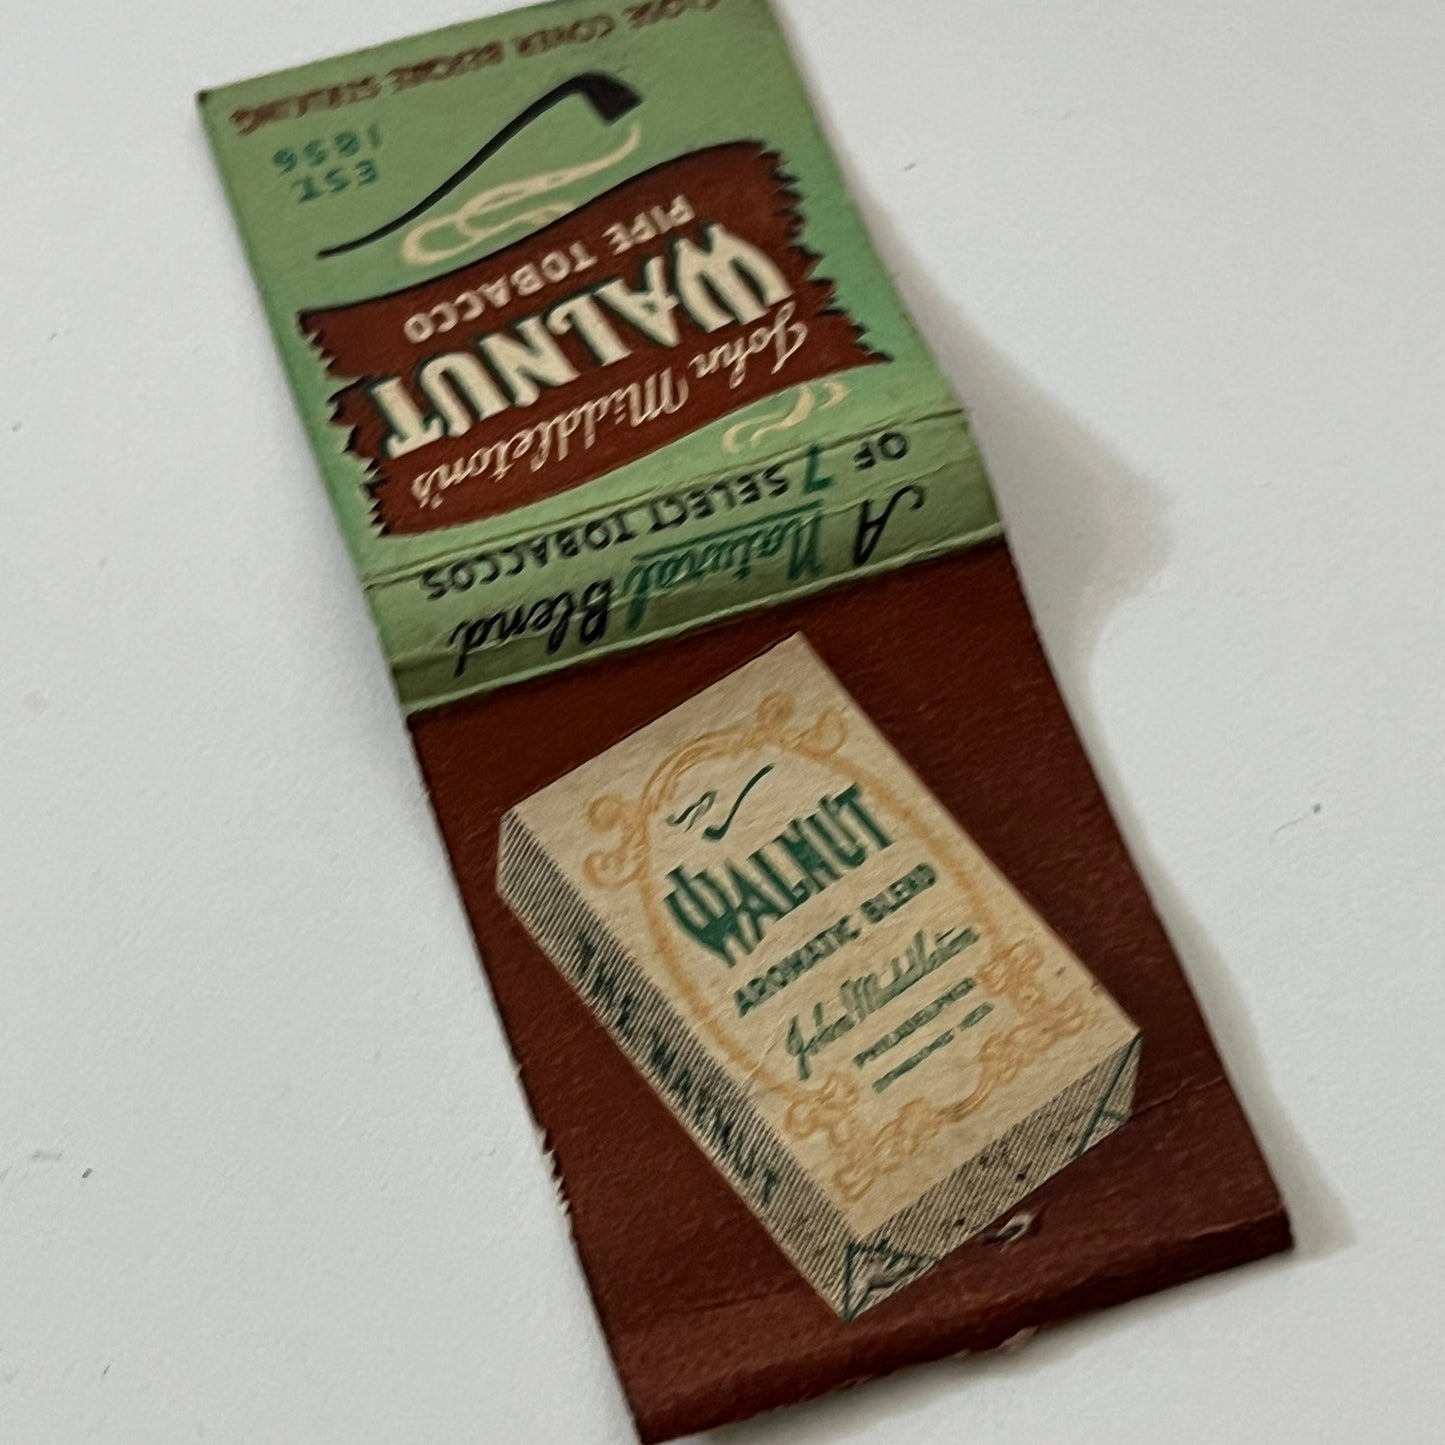 A Natural Blend
OF 7 SELECT TOBACCOS
John Middleton's
WALNUT
PIPE TOBACCO
EST.
1856
CLOSE COVER BEFORE STRIKING
WALNUT
AROMATIC BLEND
John Middleton
PHILADELPHIA